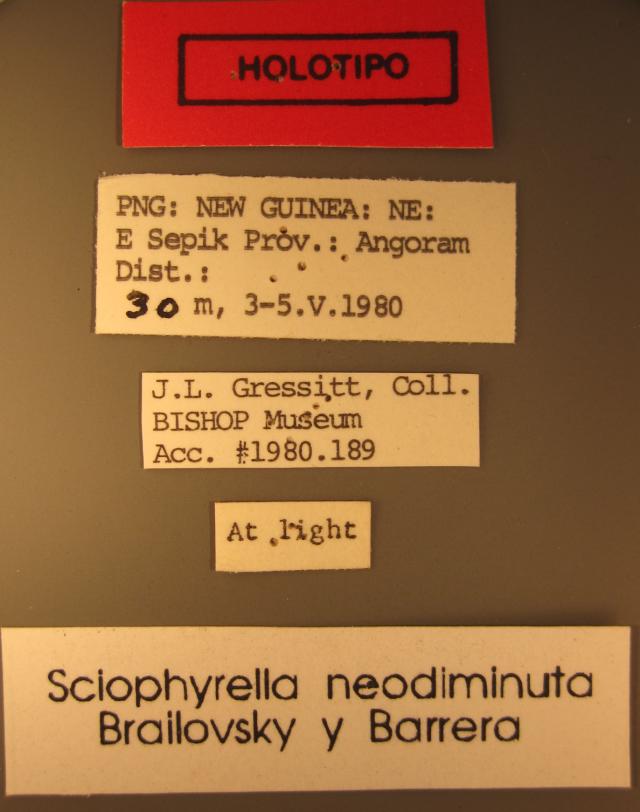 HOLOTIPO
PNG: NEW GUINEA: NE:
E Sepik Prov.: Angoram
Dist.:
30 m, 3-5.V.1980
J.L. Gressitt, Coll.
BISHOP Museum
Acc. #1980.189
At light
Sciophyrella neodiminuta
Brailovsky y Barrera